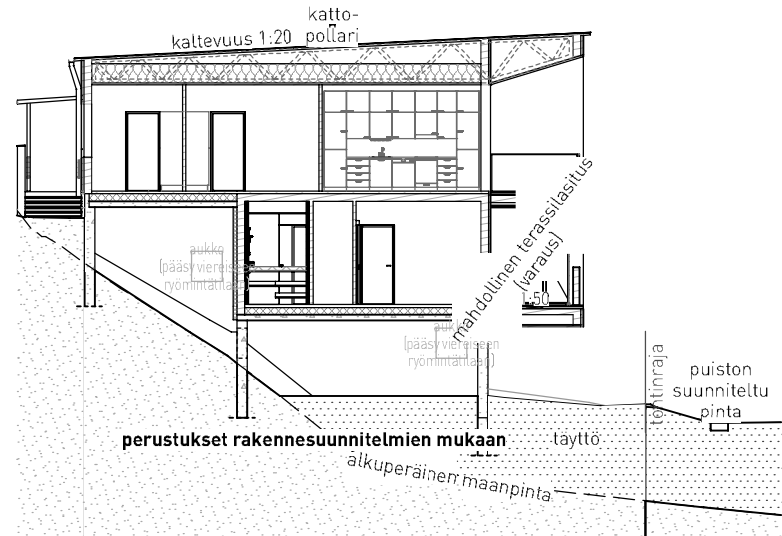 katto-
pollari
kaltevuus 1:20
aukko
(pääsy viereiseen
ryömintätilaan)
mahdollinen terassilasitus
(varaus)
1:50
aukko
(pääsy viereiseen
ryömintätilaan)
tontinraja
puiston
suunniteltu
pinta
perustukset rakennesuunnitelmien mukaan
täyttö
alkuperäinen maanpinta